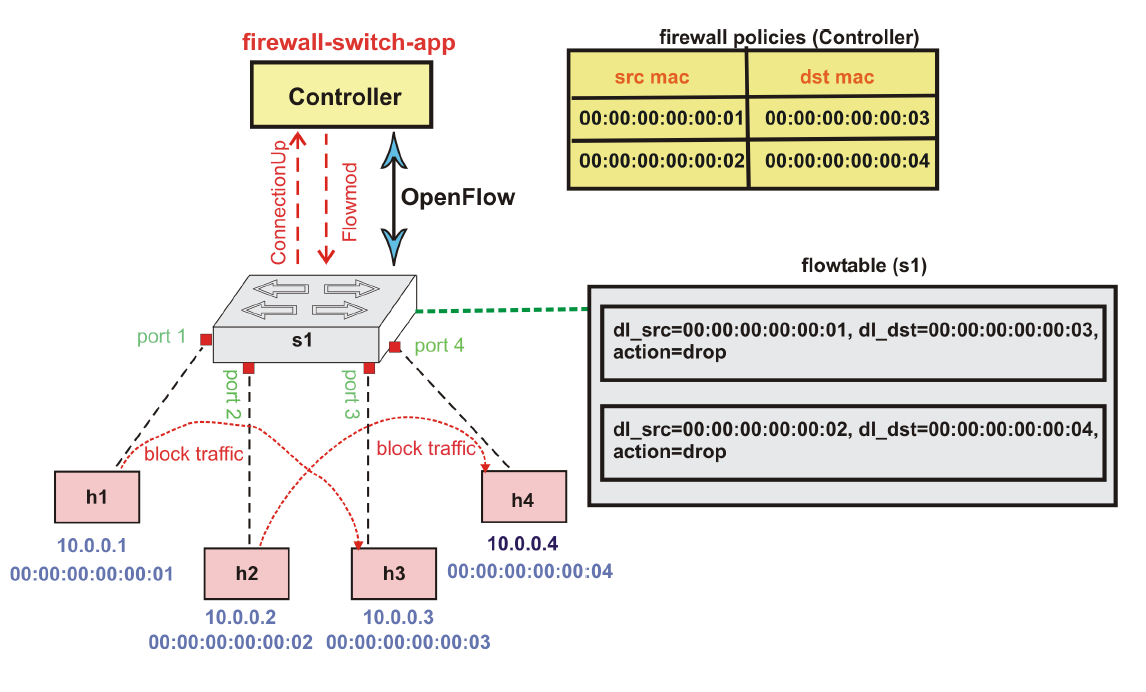 firewall-switch-app
Controller
ConnectionUp
Flowmod
OpenFlow
firewall policies (Controller)
src mac dst mac
00:00:00:00:00:01 00:00:00:00:00:03
00:00:00:00:00:02 00:00:00:00:00:04
flowtable (s1)
dl_src=00:00:00:00:00:01, dl_dst=00:00:00:00:00:03,
action=drop
dl_src=00:00:00:00:00:02, dl_dst=00:00:00:00:00:04,
action=drop
s1
port 1
port 2
port 3
port 4
block traffic
block traffic
h1
10.0.0.1
00:00:00:00:00:01
h2
10.0.0.2
00:00:00:00:00:02
h3
10.0.0.3
00:00:00:00:00:03
h4
10.0.0.4
00:00:00:00:00:04